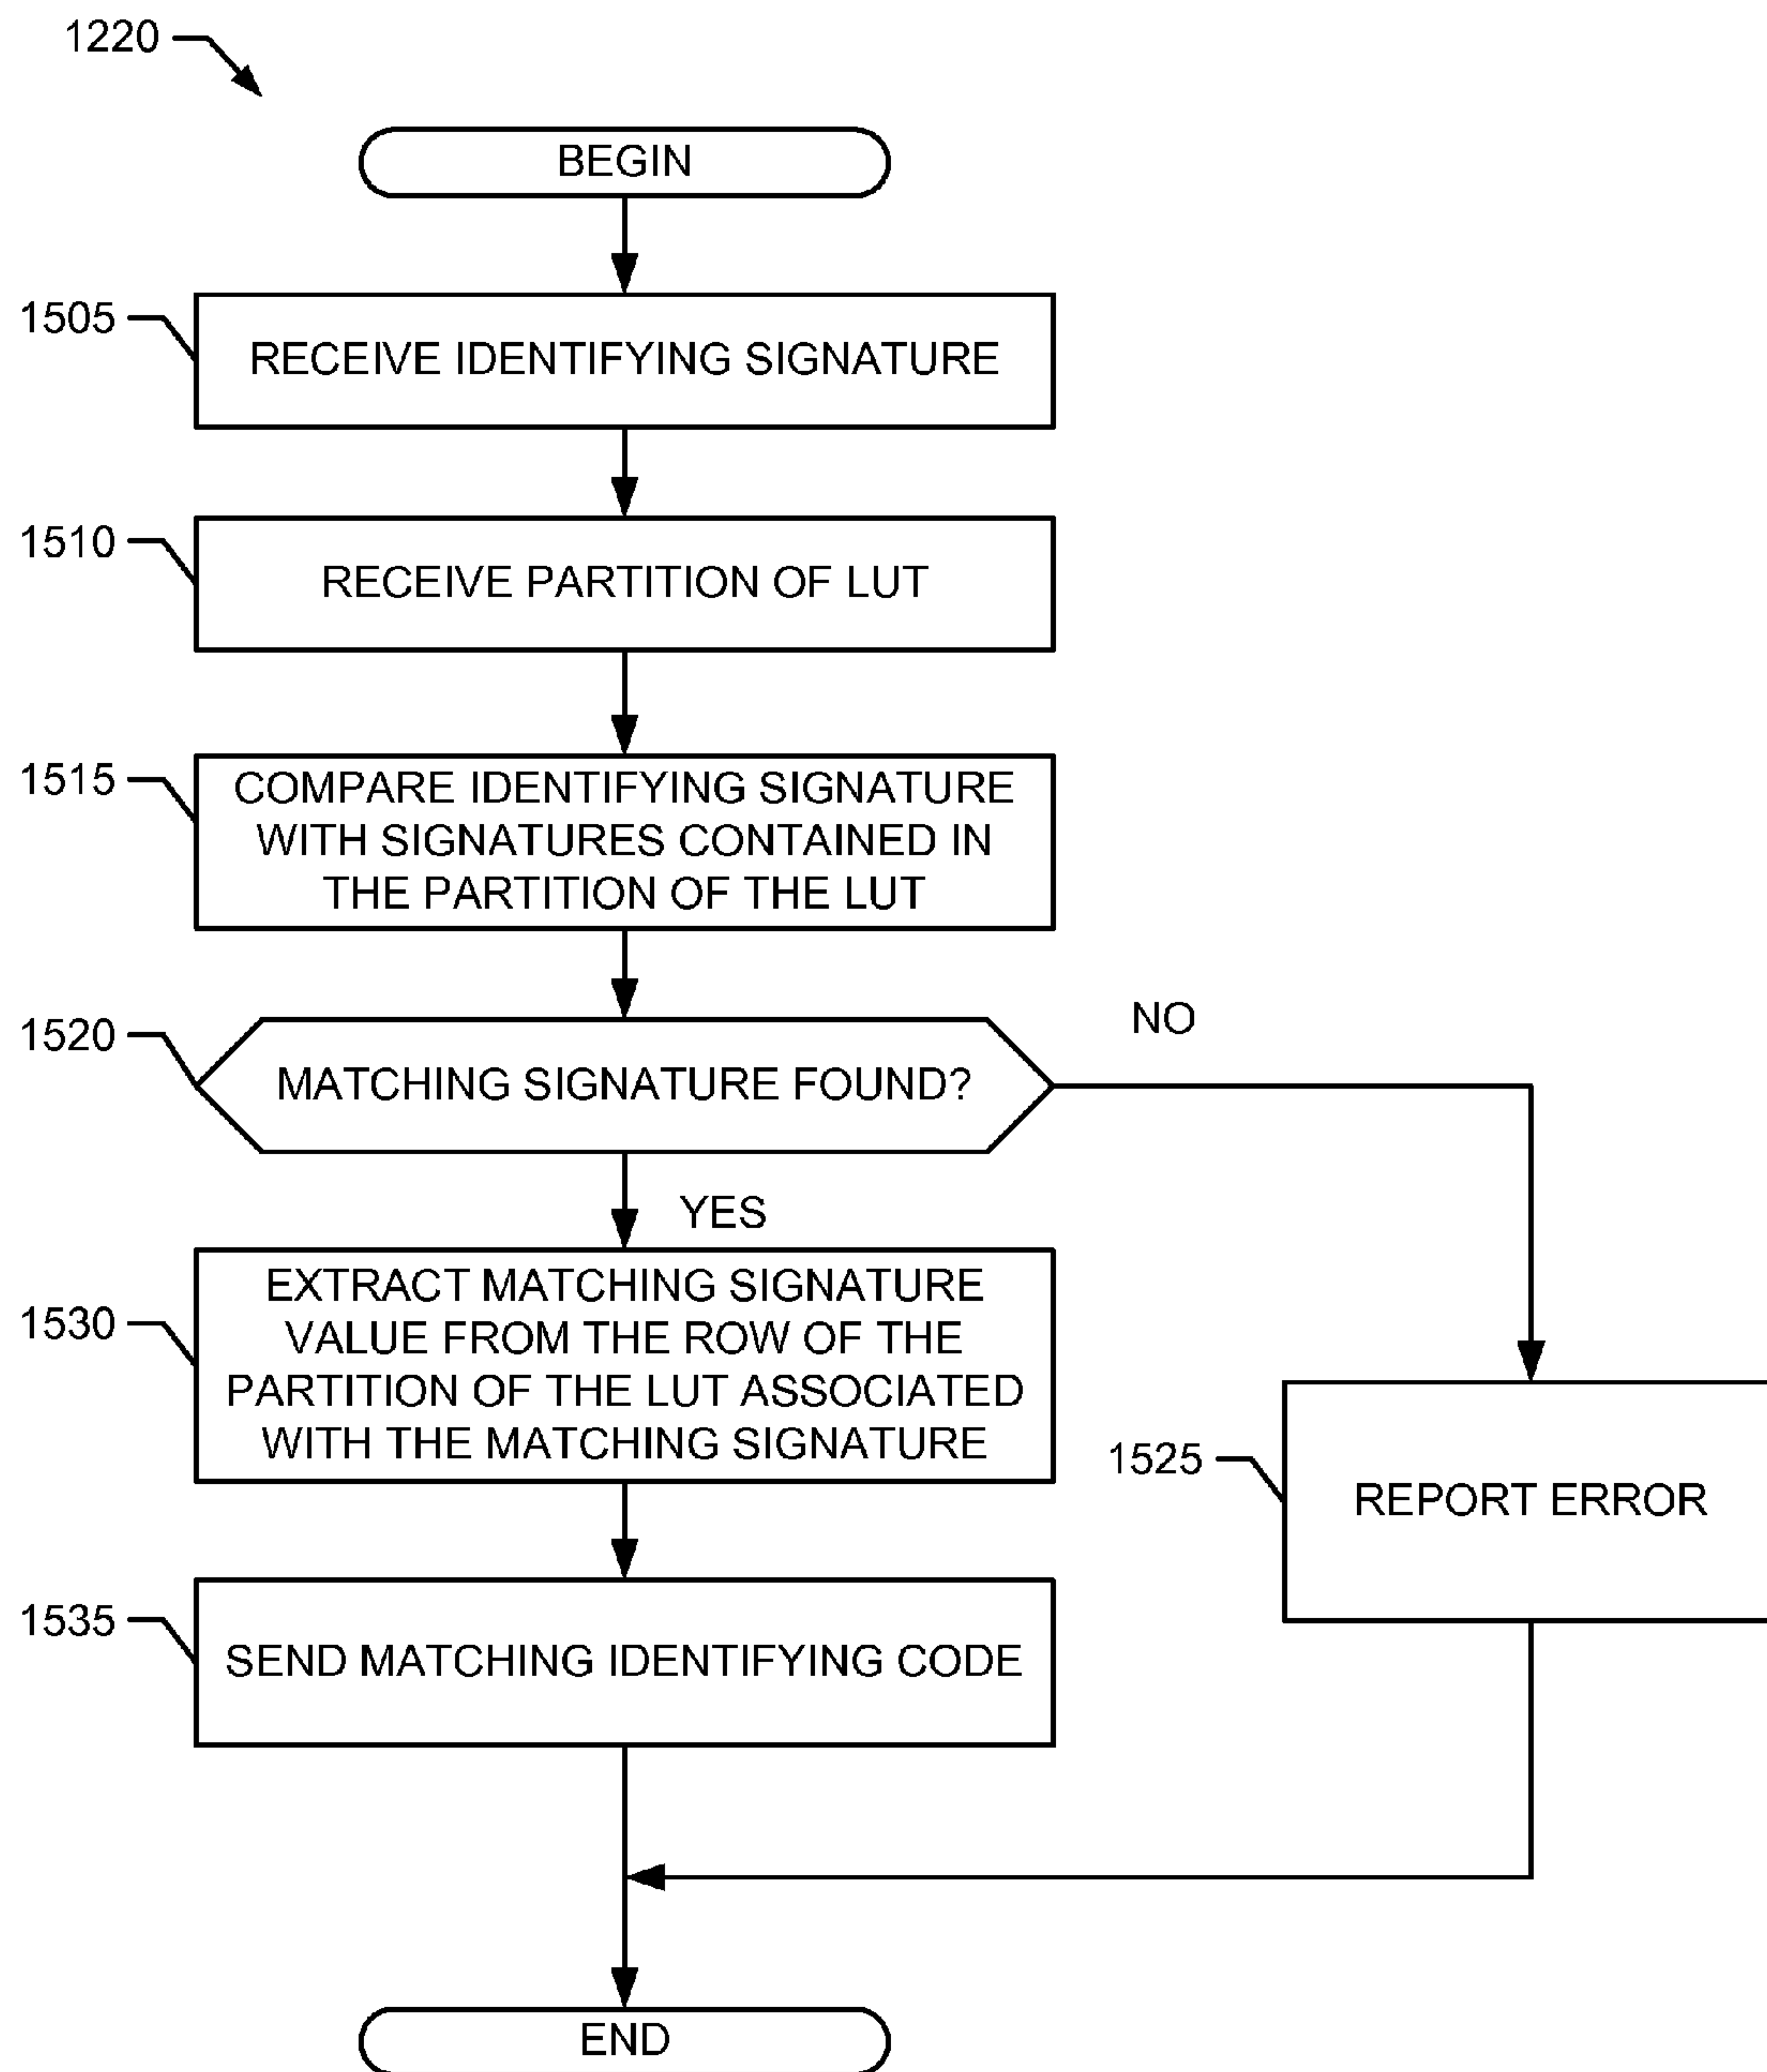 1220
BEGIN
1505
RECEIVE IDENTIFYING SIGNATURE
1510
RECEIVE PARTITION OF LUT
1515
COMPARE IDENTIFYING SIGNATURE
WITH SIGNATURES CONTAINED IN
THE PARTITION OF THE LUT
1520
MATCHING SIGNATURE FOUND?
NO
YES
1530
EXTRACT MATCHING SIGNATURE
VALUE FROM THE ROW OF THE
PARTITION OF THE LUT ASSOCIATED
WITH THE MATCHING SIGNATURE
1525
REPORT ERROR
1535
SEND MATCHING IDENTIFYING CODE
END